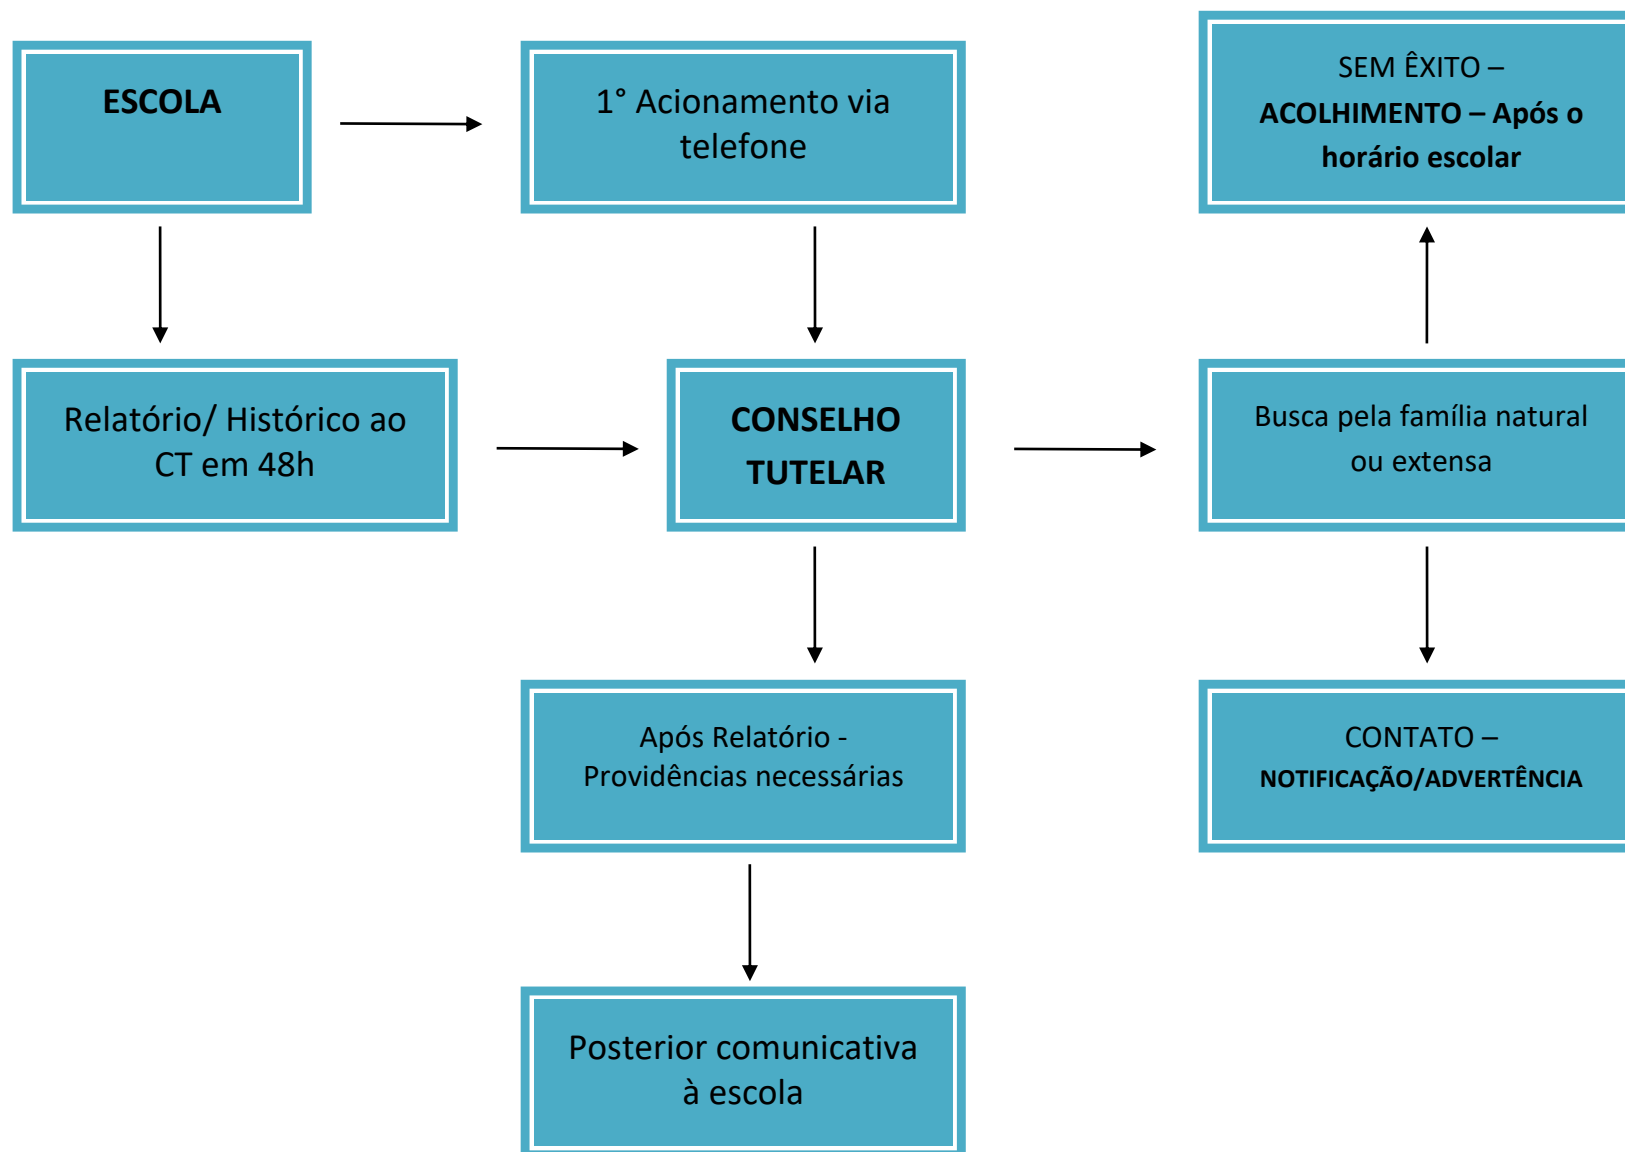 ESCOLA
1° Acionamento via
telefone
SEM ÊXITO –
ACOLHIMENTO – Após o
horário escolar
Relatório/ Histórico ao
CT em 48h
CONSELHO
TUTELAR
Busca pela família natural
ou extensa
Após Relatório -
Providências necessárias
CONTATO –
NOTIFICAÇÃO/ADVERTÊNCIA
Posterior comunicativa
à escola